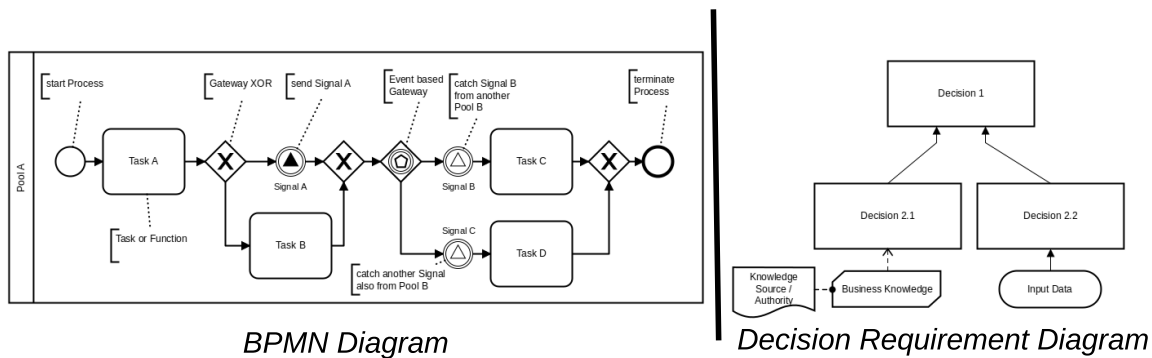 Pool A
start Process
Gateway XOR
send Signal A
Event based
Gateway
catch Signal B
from another
Pool B
terminate
Process
Task A
X
Signal A
X
Signal B
Task C
X
Task or Function
Task B
Signal C
Task D
catch another Signal
also from Pool B
BPMN Diagram
Decision 1
Decision 2.1
Decision 2.2
Knowledge
Source /
Authority
Business Knowledge
Input Data
Decision Requirement Diagram